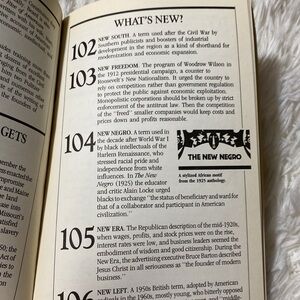 WHAT'S NEW!
102 NEW SOUTH. A term used after the Civil War by
Southern publicists and boosters of industrial
development in the region as a kind of shorthand for
modernization and economic expansion.
103 NEW FREEDOM. The program of Woodrow Wilson in
the 1912 presidential campaign, a counter to
Roosevelt's New Nationalism. It urged the country to
rely on competition rather than government regulation
to protect the public against economic exploitation.
Monopolistic corporations should be broken up by strict
enforcement of the antitrust law. Then the competition of
the "freed" smaller companies would keep costs and
prices down and profits reasonable.
104 NEW NEGRO. A term used in
the decade after World War I
by black intellectuals of the
Harlem Renaissance, who
stressed racial pride and
independence from white
influences. In The New
Negro (1925) the educator
and critic Alain Locke urged
blacks to exchange "the status of beneficiary and ward for
that of a collaborator and participant in American
civilization."
THE NEW NEGRO
A stylized African motif
from the 1925 anthology.
105 NEW ERA. The Republican description of the mid-1920s,
when wages, profits, and stock prices were on the rise,
interest rates were low, and business leaders seemed the
embodiment of wisdom and good citizenship. During the
New Era, the advertising executive Bruce Barton described
Jesus Christ in all seriousness as "the founder of modern
business."
106 NEW LEFT. A 1950s British term, adopted by American
radicals in the 1960s, mostly young, who bitterly opposed
GETS